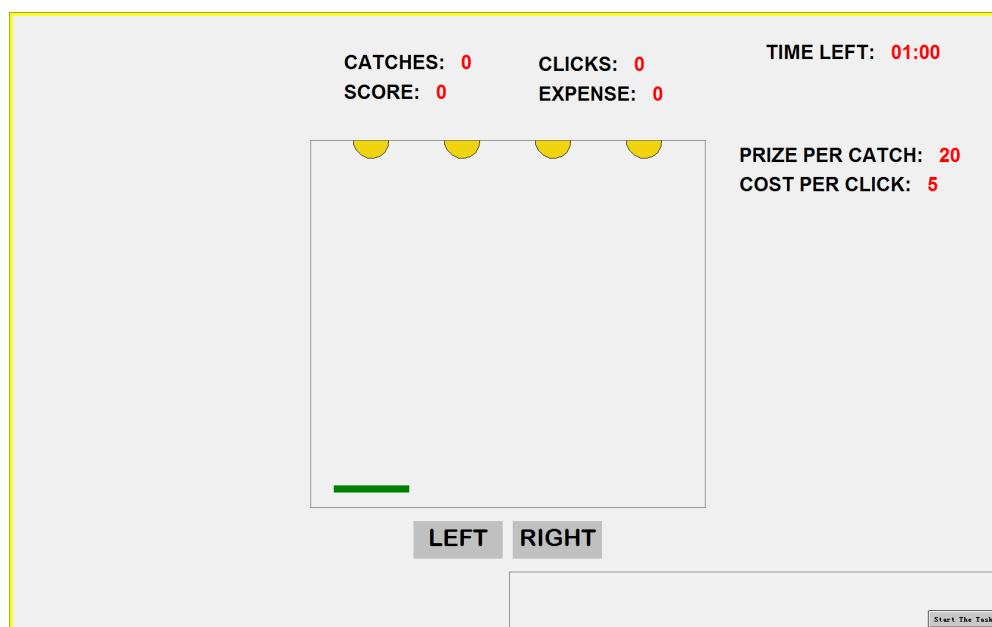 CATCHES: 0
CLICKS: 0
TIME LEFT: 01:00
SCORE: 0
EXPENSE: 0
PRIZE PER CATCH: 20
COST PER CLICK: 5
LEFT
RIGHT
Start The Task